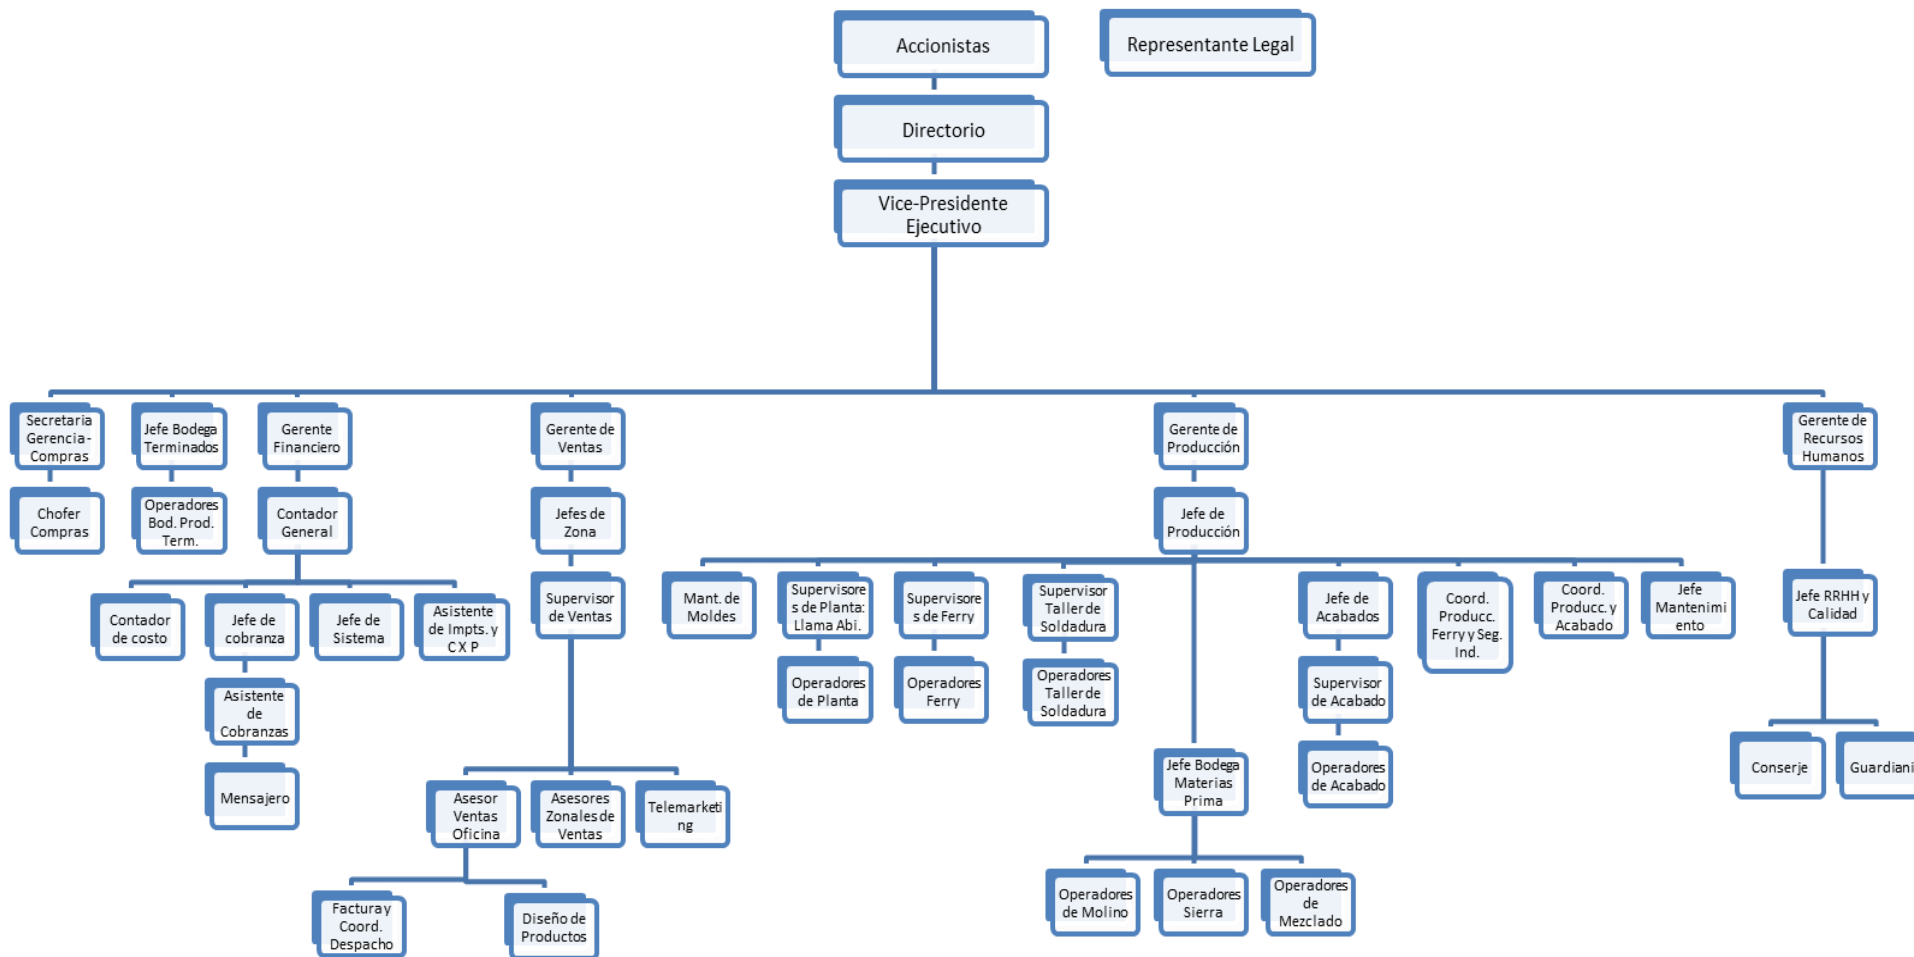 Accionistas
Representante Legal
Directorio
Vice-Presidente
Ejecutivo
Secretaria
Gerencia-
Compras
Jefe Bodega
Terminados
Gerente
Financiero
Gerente de
Ventas
Gerente de
Producción
Gerente de
Recursos
Humanos
Chofer
Compras
Operadores
Bod. Prod.
Term.
Contador
General
Jefes de
Zona
Jefe de
Producción
Contador
de costo
Jefe de
cobranza
Jefe de
Sistema
Asistente
de Impts. y
C X P
Supervisor
de Ventas
Mant. de
Moldes
Supervisore
s de Planta:
Llama Abi.
Supervisore
s de Ferry
Supervisor
Taller de
Soldadura
Jefe de
Acabados
Coord.
Producc.
Ferry y Seg.
Ind.
Coord.
Producc. y
Acabado
Jefe
Mantenimi
ento
Jefe RRHH y
Calidad
Asistente
de
Cobranzas
Operadores
de Planta
Operadores
Ferry
Operadores
Taller de
Soldadura
Supervisor
de Acabado
Mensajero
Asesor
Ventas
Oficina
Asesores
Zonales de
Ventas
Telemarketi
ng
Jefe Bodega
Materias
Prima
Operadores
de Acabado
Conserje
Guardiani
Factura y
Coord.
Despacho
Diseño de
Productos
Operadores
de Molino
Operadores
Sierra
Operadores
de
Mezclado